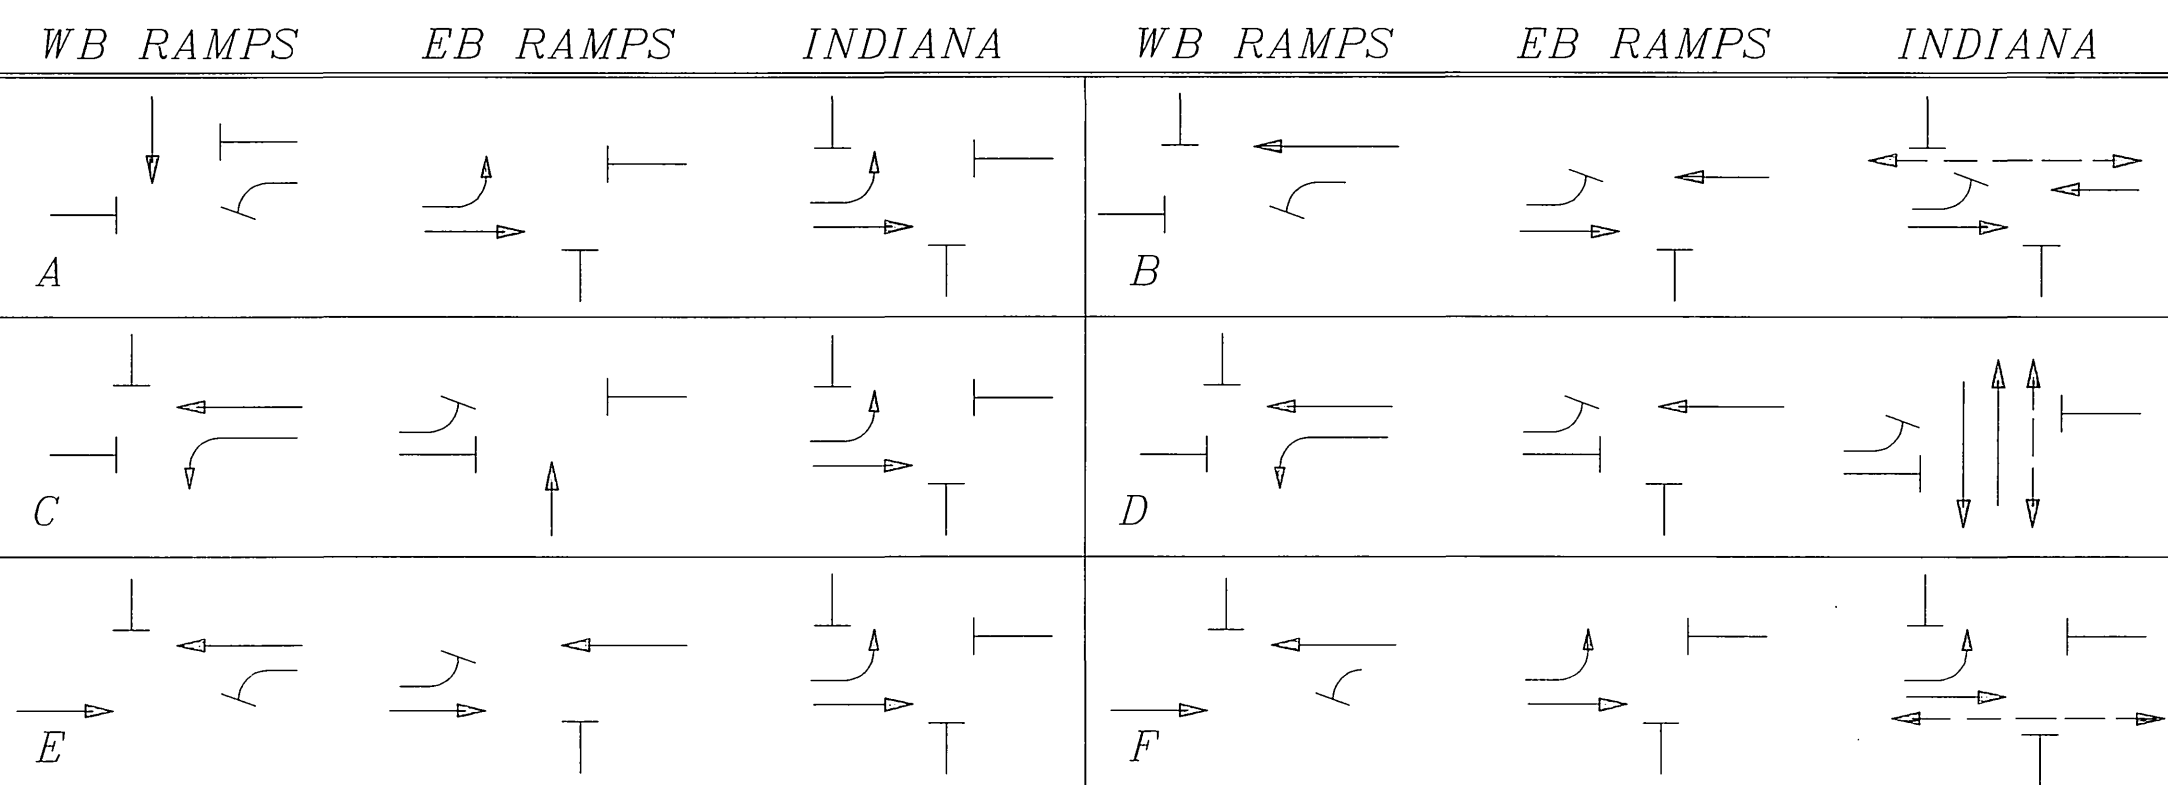 WB RAMPS EB RAMPS INDIANA WB RAMPS EB RAMPS INDIANA
A B
C D
E F